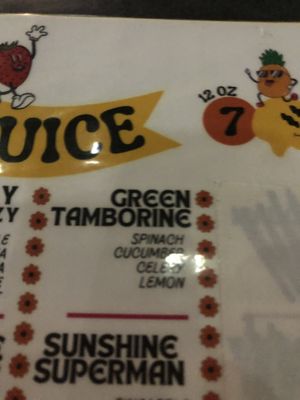 UICE
12 OZ
7
GREEN
TAMBORINE
SPINACH
CUCUMBER
CELERY
LEMON
SUNSHINE
SUPERMAN